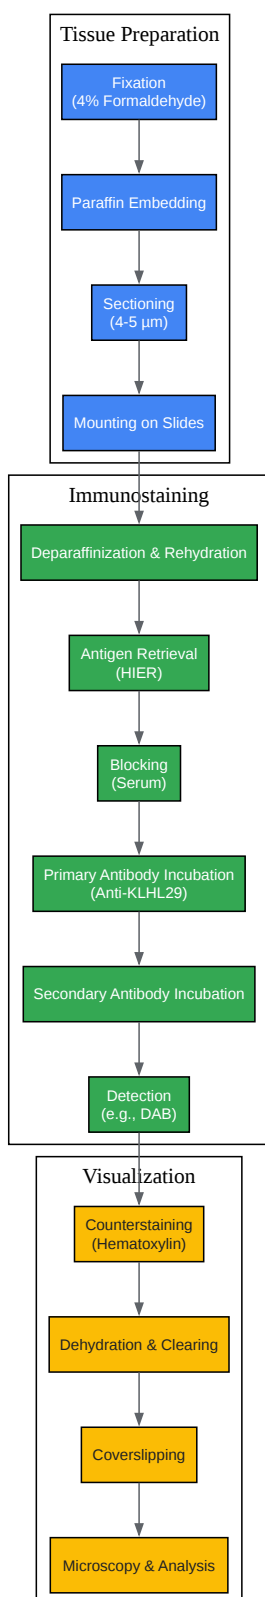 Tissue Preparation
Fixation
(4% Formaldehyde)
Paraffin Embedding
Sectioning
(4-5 µm)
Mounting on Slides
Immunostaining
Deparaffinization & Rehydration
Antigen Retrieval
(HIER)
Blocking
(Serum)
Primary Antibody Incubation
(Anti-KLHL29)
Secondary Antibody Incubation
Detection
(e.g., DAB)
Visualization
Counterstaining
(Hematoxylin)
Dehydration & Clearing
Coverslipping
Microscopy & Analysis